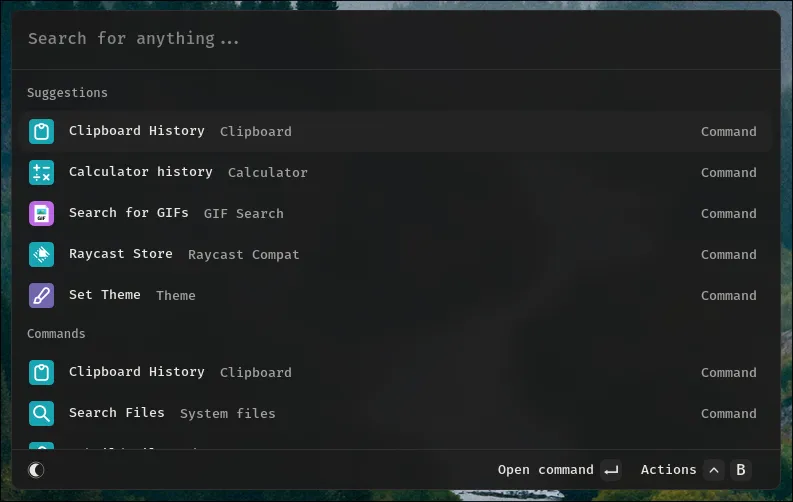 Search for anything...
Suggestions
Clipboard History Clipboard Command
Calculator history Calculator Command
GIF Search for GIFs GIF Search Command
Raycast Store Raycast Compat Command
Set Theme Theme Command
Commands
Clipboard History Clipboard Command
Search Files System files Command
Open command Actions B